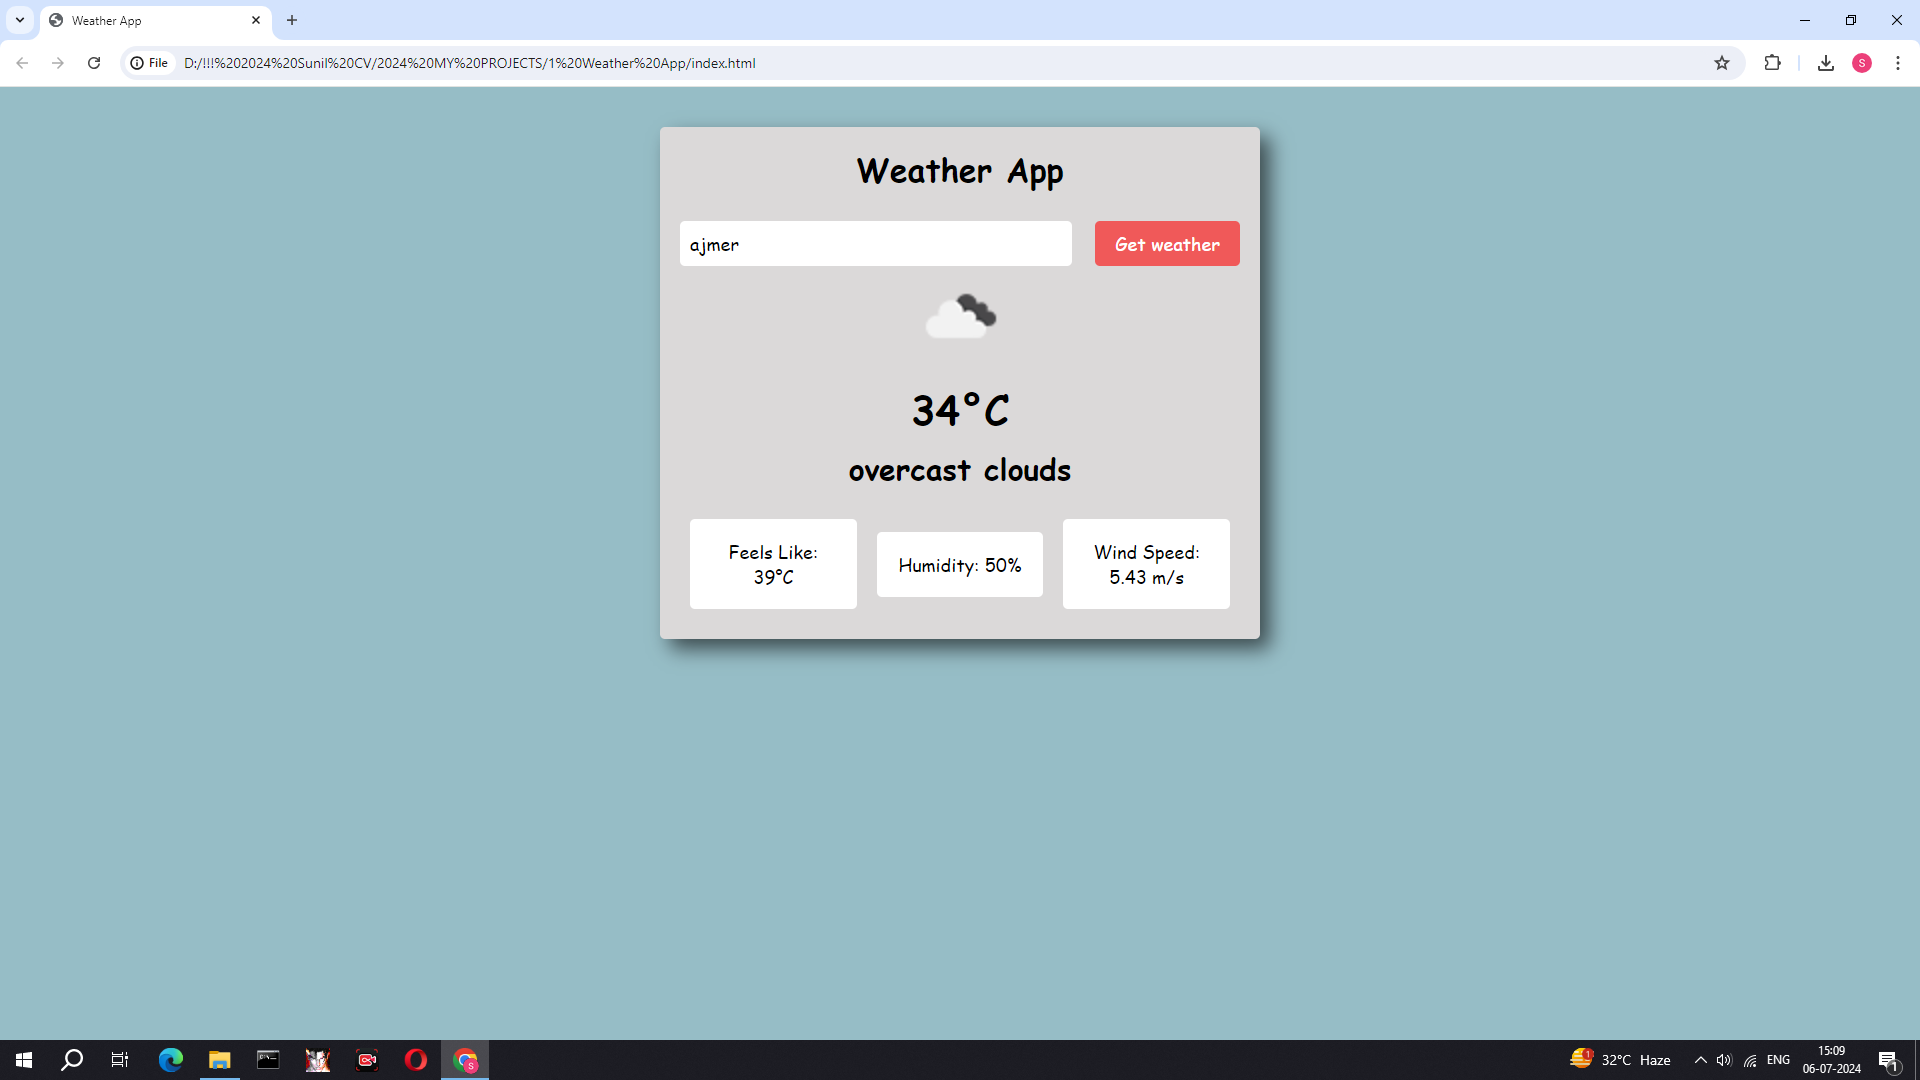 Weather App
File
D:/!!!%202024%20Sunil%20CV/2024%20MY%20PROJECTS/1%20Weather%20App/index.html
S
Weather App
ajmer
Get weather
34°C
overcast clouds
Feels Like:
39°C
Humidity: 50%
Wind Speed:
5.43 m/s
S
1
32°C Haze
ENG
15:09
06-07-2024
1